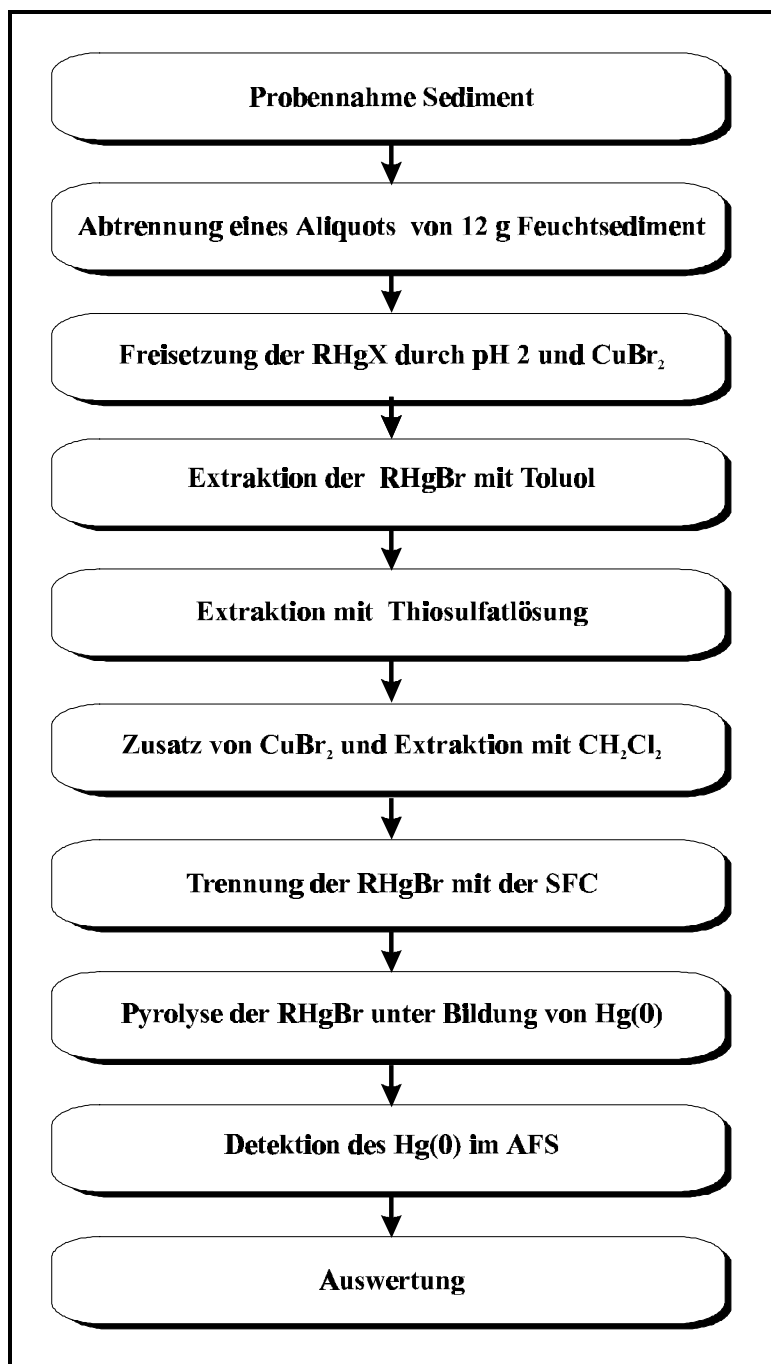 Probennahme Sediment
Abtrennung eines Aliquots von 12 g Feuchtsediment
Freisetzung der RHgX durch pH 2 und CuBr₂
Extraktion der RHgBr mit Toluol
Extraktion mit Thiosulfatlösung
Zusatz von CuBr₂ und Extraktion mit CH₂Cl₂
Trennung der RHgBr mit der SFC
Pyrolyse der RHgBr unter Bildung von Hg(0)
Detektion des Hg(0) im AFS
Auswertung